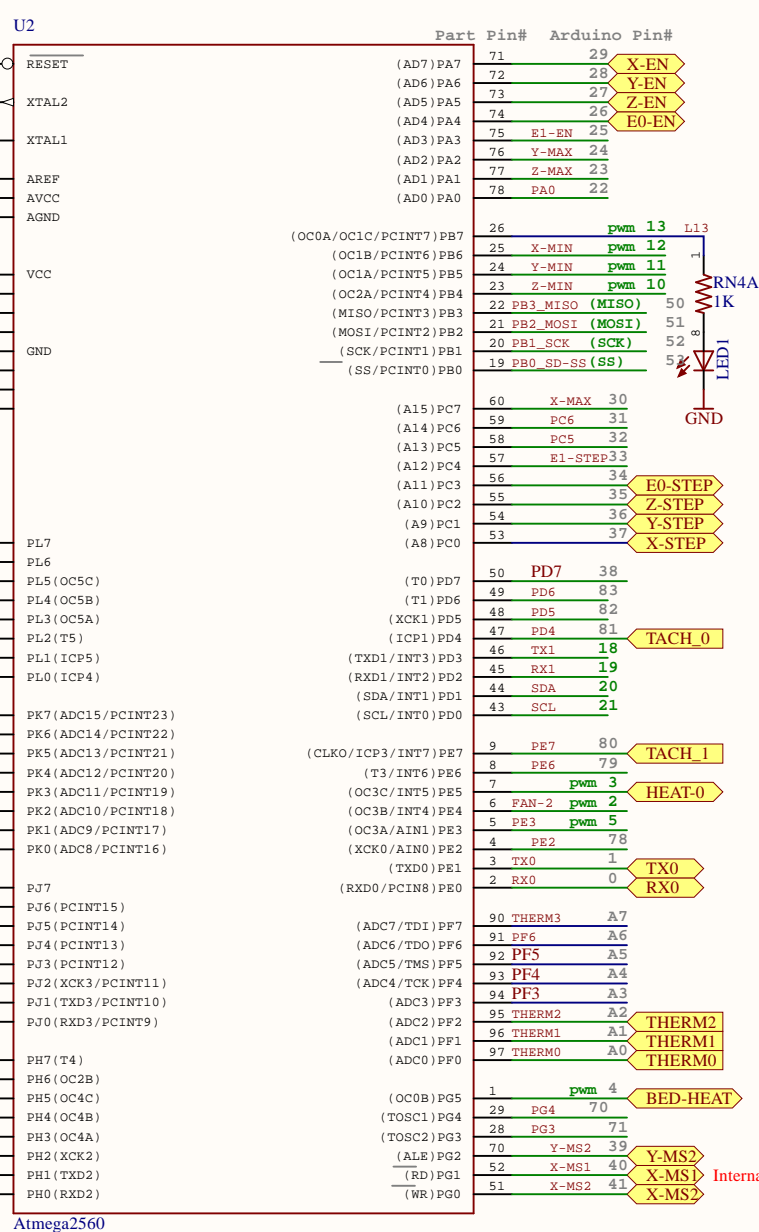 U2
Part Pin# Arduino Pin#
RESET (AD7)PA7 71 29 X-EN
(AD6)PA6 72 28 Y-EN
XTAL2 (AD5)PA5 73 27 Z-EN
(AD4)PA4 74 26 E0-EN
XTAL1 (AD3)PA3 75 E1-EN 25
(AD2)PA2 76 Y-MAX 24
AREF (AD1)PA1 77 Z-MAX 23
AVCC (AD0)PA0 78 PA0 22
AGND
(OC0A/OC1C/PCINT7)PB7 26 pwm 13 L13
(OC1B/PCINT6)PB6 25 X-MIN pwm 12
VCC (OC1A/PCINT5)PB5 24 Y-MIN pwm 11 1 RN4A
(OC2A/PCINT4)PB4 23 Z-MIN pwm 10 1K
(MISO/PCINT3)PB3 22 PB3_MISO (MISO) 50
(MOSI/PCINT2)PB2 21 PB2_MOSI (MOSI) 51 8
GND (SCK/PCINT1)PB1 20 PB1_SCK (SCK) 52 LED1
(SS/PCINT0)PB0 19 PB0_SD-SS (SS) 53
(A15)PC7 60 X-MAX 30 GND
(A14)PC6 59 PC6 31
(A13)PC5 58 PC5 32
(A12)PC4 57 E1-STEP 33
(A11)PC3 56 34 E0-STEP
(A10)PC2 55 35 Z-STEP
(A9)PC1 54 36 Y-STEP
PL7 (A8)PC0 53 37 X-STEP
PL6
PL5(OC5C) (T0)PD7 50 PD7 38
PL4(OC5B) (T1)PD6 49 PD6 83
PL3(OC5A) (XCK1)PD5 48 PD5 82
PL2(T5) (ICP1)PD4 47 PD4 81 TACH_0
PL1(ICP5) (TXD1/INT3)PD3 46 TX1 18
PL0(ICP4) (RXD1/INT2)PD2 45 RX1 19
(SDA/INT1)PD1 44 SDA 20
PK7(ADC15/PCINT23) (SCL/INT0)PD0 43 SCL 21
PK6(ADC14/PCINT22)
PK5(ADC13/PCINT21) (CLKO/ICP3/INT7)PE7 9 PE7 80 TACH_1
PK4(ADC12/PCINT20) (T3/INT6)PE6 8 PE6 79
PK3(ADC11/PCINT19) (OC3C/INT5)PE5 7 pwm 3 HEAT-0
PK2(ADC10/PCINT18) (OC3B/INT4)PE4 6 FAN-2 pwm 2
PK1(ADC9/PCINT17) (OC3A/AIN1)PE3 5 PE3 pwm 5
PK0(ADC8/PCINT16) (XCK0/AIN0)PE2 4 PE2 78
(TXD0)PE1 3 TX0 1 TX0
PJ7 (RXD0/PCIN8)PE0 2 RX0 0 RX0
PJ6(PCINT15)
PJ5(PCINT14) (ADC7/TDI)PF7 90 THERM3 A7
PJ4(PCINT13) (ADC6/TDO)PF6 91 PF6 A6
PJ3(PCINT12) (ADC5/TMS)PF5 92 PF5 A5
PJ2(XCK3/PCINT11) (ADC4/TCK)PF4 93 PF4 A4
PJ1(TXD3/PCINT10) (ADC3)PF3 94 PF3 A3
PJ0(RXD3/PCINT9) (ADC2)PF2 95 THERM2 A2 THERM2
(ADC1)PF1 96 THERM1 A1 THERM1
PH7(T4) (ADC0)PF0 97 THERM0 A0 THERM0
PH6(OC2B)
PH5(OC4C) (OC0B)PG5 1 pwm 4 BED-HEAT
PH4(OC4B) (TOSC1)PG4 29 PG4 70
PH3(OC4A) (TOSC2)PG3 28 PG3 71
PH2(XCK2) (ALE)PG2 70 Y-MS2 39 Y-MS2
PH1(TXD2) (RD)PG1 52 X-MS1 40 X-MS1
PH0(RXD2) (WR)PG0 51 X-MS2 41 X-MS2
Atmega2560